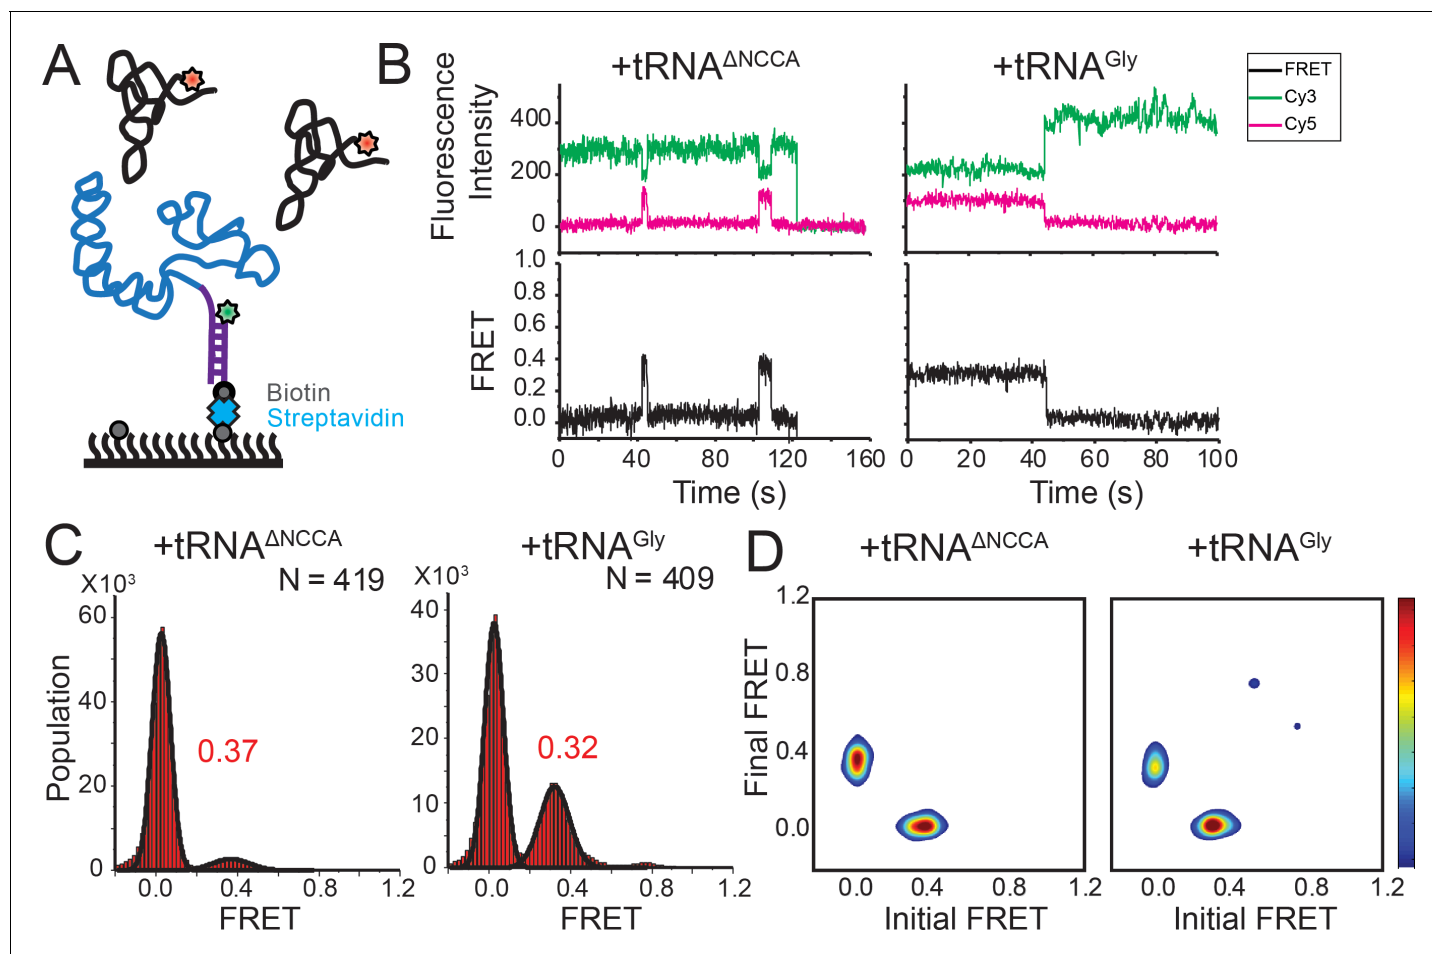 A
Biotin
Streptavidin
B
+tRNAΔNCCA
+tRNAGly
FRET
Cy3
Cy5
Fluorescence
Intensity
400
200
0
FRET
1.0
0.8
0.6
0.4
0.2
0.0
0 40 80 120 160
0 20 40 60 80 100
Time (s)
Time (s)
C
+tRNAΔNCCA
+tRNAGly
X10³
N = 419
X10³
N = 409
Population
60
40
20
0
0.37
40
30
20
10
0
0.32
0.0 0.4 0.8 1.2
0.0 0.4 0.8 1.2
FRET
FRET
D
+tRNAΔNCCA
+tRNAGly
Final FRET
1.2
0.8
0.4
0.0
0.0 0.4 0.8 1.2
0.0 0.4 0.8 1.2
Initial FRET
Initial FRET